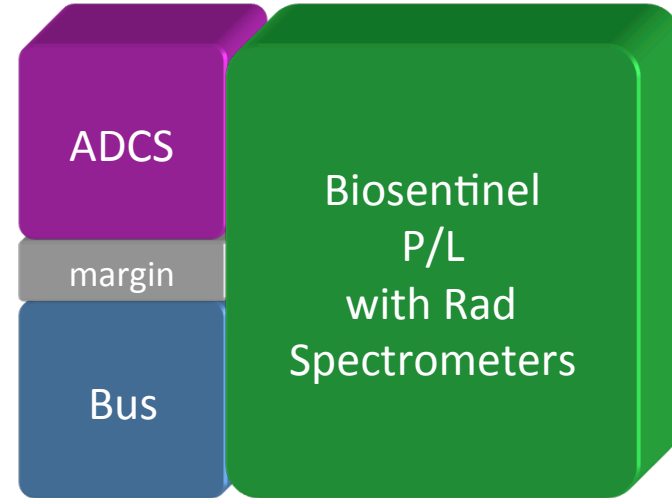 ADCS
margin
Bus
Biosentinel
P/L
with Rad
Spectrometers